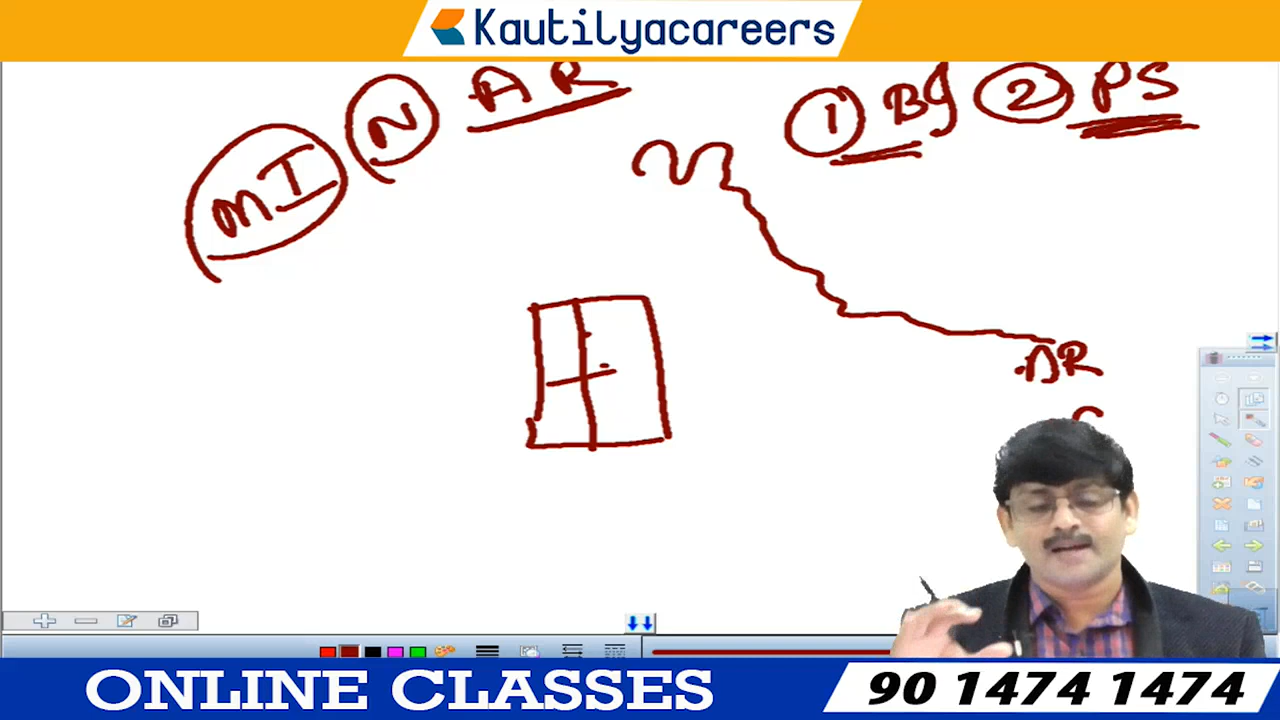 Kautilyacareers
MI N AR
1 BJ 2 PS
AR
ONLINE CLASSES
90 1474 1474